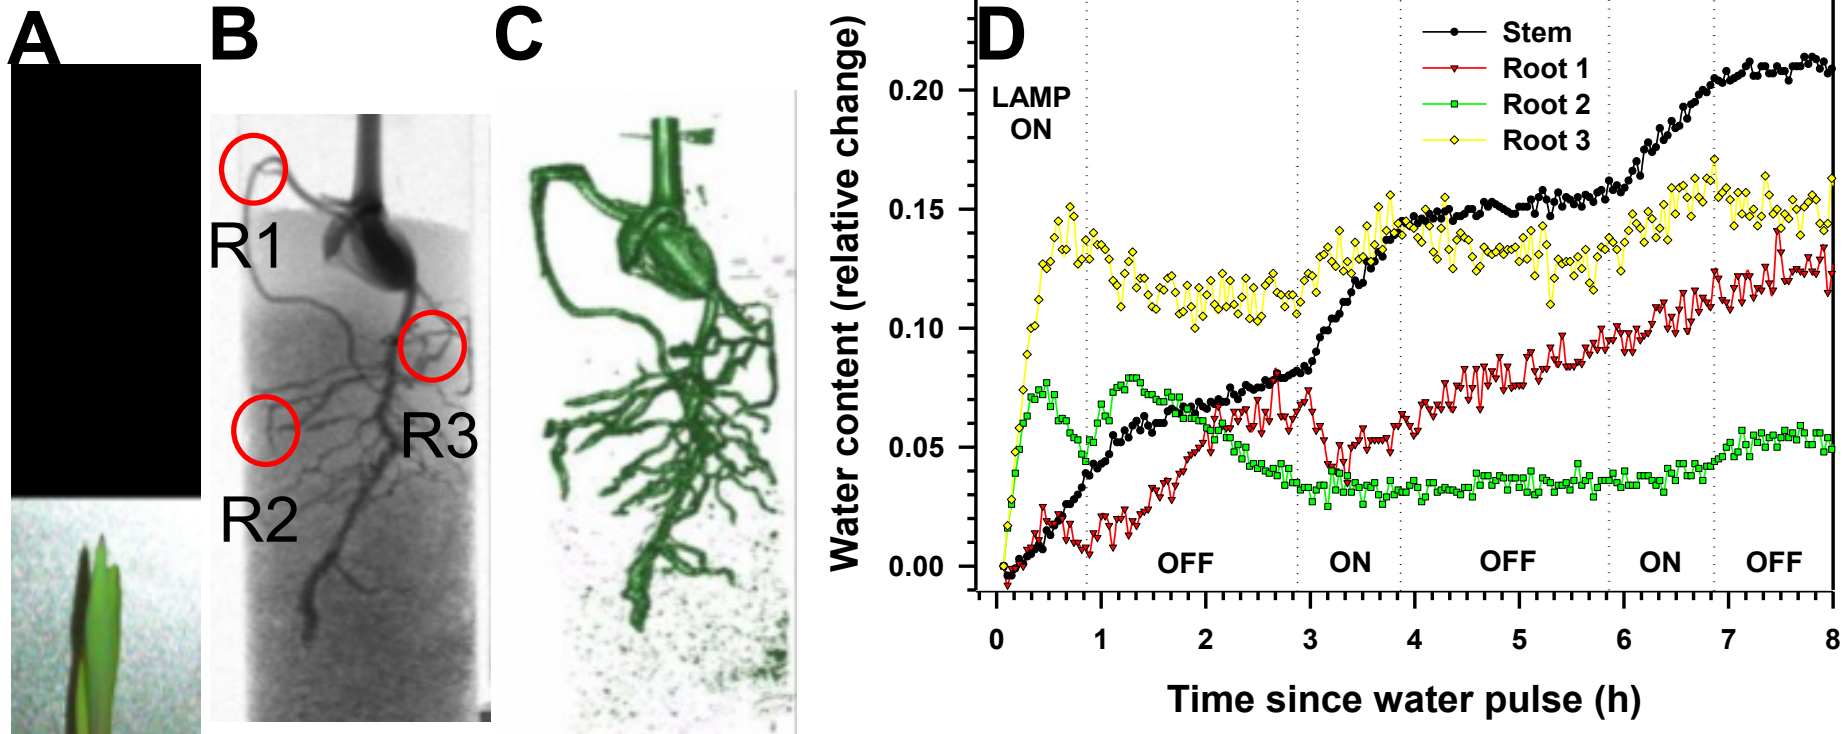 A
B
C
D
R1
R2
R3
Water content (relative change)
0.20
0.15
0.10
0.05
0.00
LAMP
ON
Stem
Root 1
Root 2
Root 3
OFF
ON
OFF
ON
OFF
0
1
2
3
4
5
6
7
8
Time since water pulse (h)